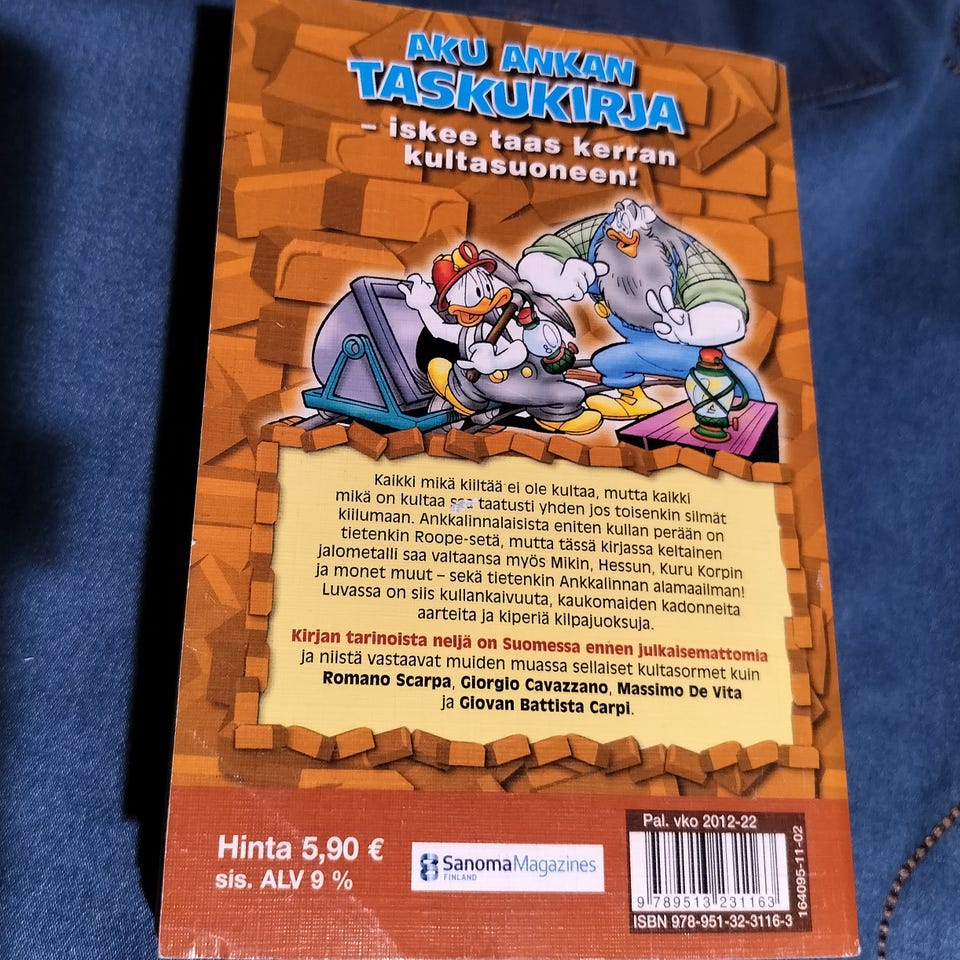 AKU ANKAN
TASKUKIRJA
– iskee taas kerran
kultasuoneen!
Kaikki mikä kiiltää ei ole kultaa, mutta kaikki
mikä on kultaa saa taatusti yhden jos toisenkin silmät
kiilumaan. Ankkalinnalaisista eniten kullan perään on
tietenkin Roope-setä, mutta tässä kirjassa keltainen
jalometalli saa valtaansa myös Mikin, Hessun, Kuru Korpin
ja monet muut – sekä tietenkin Ankkalinnan alamaailman!
Luvassa on siis kullankaivuuta, kaukomaiden kadonneita
aarteita ja kiperiä kilpajuoksuja.
Kirjan tarinoista neljä on Suomessa ennen julkaisemattomia
ja niistä vastaavat muiden muassa sellaiset kultasormet kuin
Romano Scarpa, Giorgio Cavazzano, Massimo De Vita
ja Giovan Battista Carpi.
Hinta 5,90 €
sis. ALV 9 %
SanomaMagazines
FINLAND
Pal. vko 2012-22
9 789513 231163
ISBN 978-951-32-3116-3
164095-11-02